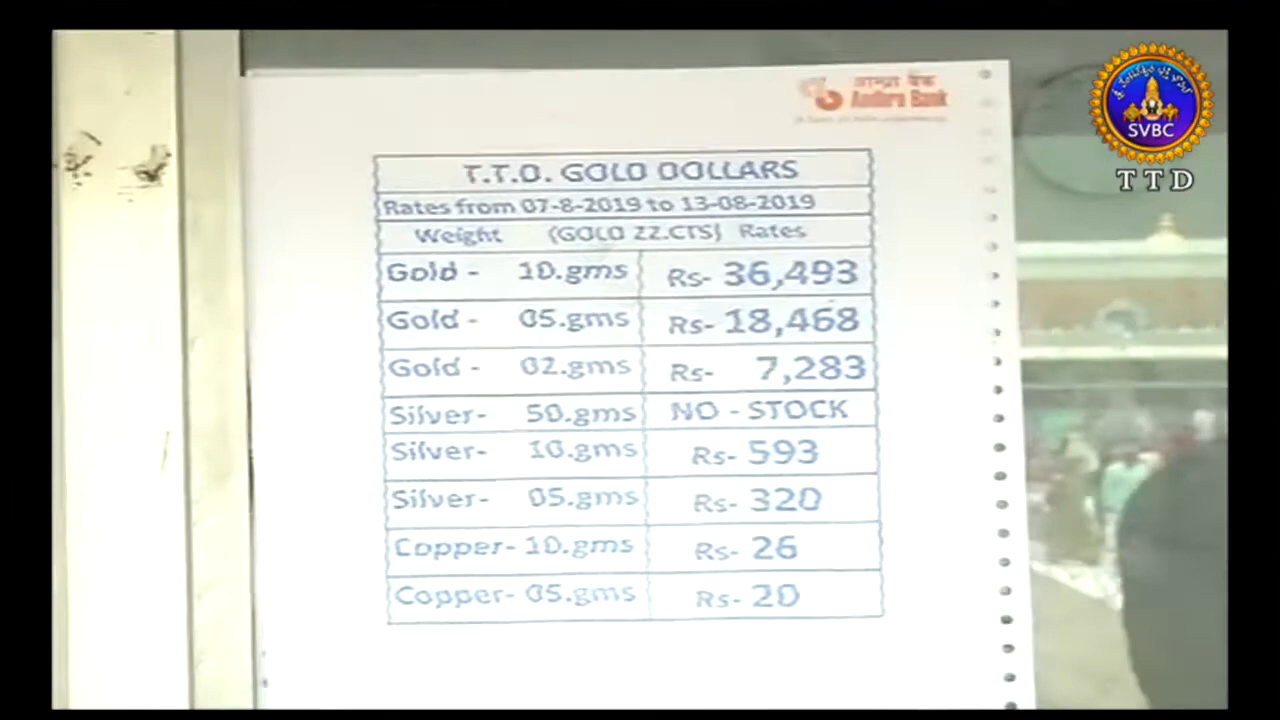 आन्ध्रा बैंक
Andhra Bank
T.T.D. GOLD DOLLARS
Rates from 07-8-2019 to 13-08-2019
Weight (GOLD 22.CTS) Rates
Gold - 10.gms Rs- 36,493
Gold - 05.gms Rs- 18,468
Gold - 02.gms Rs- 7,283
Silver- 50.gms NO - STOCK
Silver- 10.gms Rs- 593
Silver- 05.gms Rs- 320
Copper- 10.gms Rs- 26
Copper- 05.gms Rs- 20
SVBC
TTD